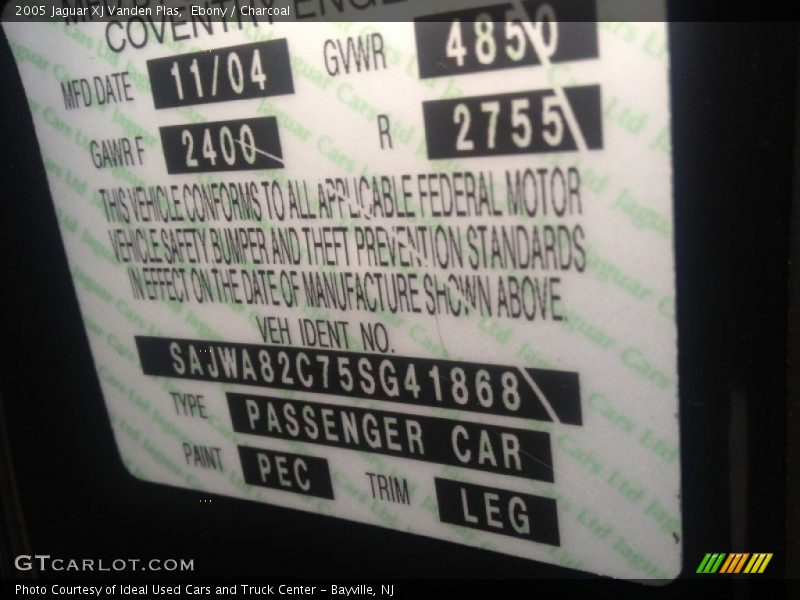 2005 Jaguar XJ Vanden Plas, Ebony / Charcoal
COVENTRY ENGL
MFD DATE 11/04 GVWR 4850
GAWR F 2400 R 2755
THIS VEHICLE CONFORMS TO ALL APPLICABLE FEDERAL MOTOR
VEHICLE SAFETY BUMPER AND THEFT PREVENTION STANDARDS
IN EFFECT ON THE DATE OF MANUFACTURE SHOWN ABOVE.
VEH IDENT NO.
SAJWA82C75SG41868
TYPE PASSENGER CAR
PAINT PEC TRIM LEG
GTCARLOT.COM
Photo Courtesy of Ideal Used Cars and Truck Center - Bayville, NJ